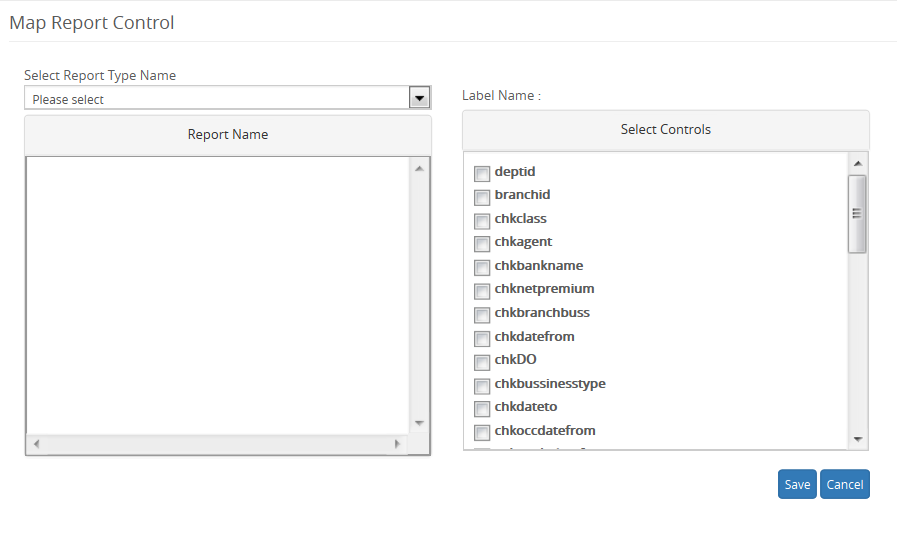 Map Report Control
Select Report Type Name
Please select
Report Name
Label Name :
Select Controls
deptid
branchid
chkclass
chkagent
chkbankname
chknetpremium
chkbranchbuss
chkdatefrom
chkDO
chkbussinesstype
chkdateto
chkoccdatefrom
Save Cancel